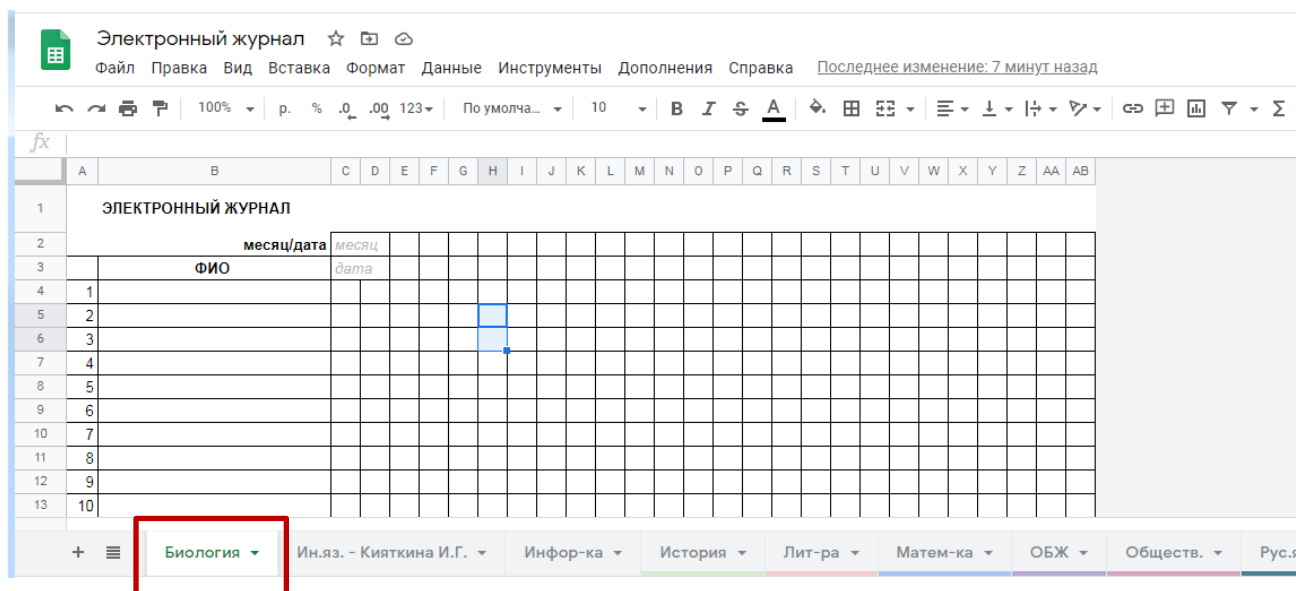 Электронный журнал
Файл Правка Вид Вставка Формат Данные Инструменты Дополнения Справка Последнее изменение: 7 минут назад
100% р. % .0 .00 123 По умолча... 10 B I S A Σ
fx
A B C D E F G H I J K L M N O P Q R S T U V W X Y Z AA AB
1 ЭЛЕКТРОННЫЙ ЖУРНАЛ
2 месяц/дата месяц
3 ФИО дата
4 1
5 2
6 3
7 4
8 5
9 6
10 7
11 8
12 9
13 10
+ Биология Ин.яз. - Кияткина И.Г. Инфор-ка История Лит-ра Матем-ка ОБЖ Обществ. Рус.я